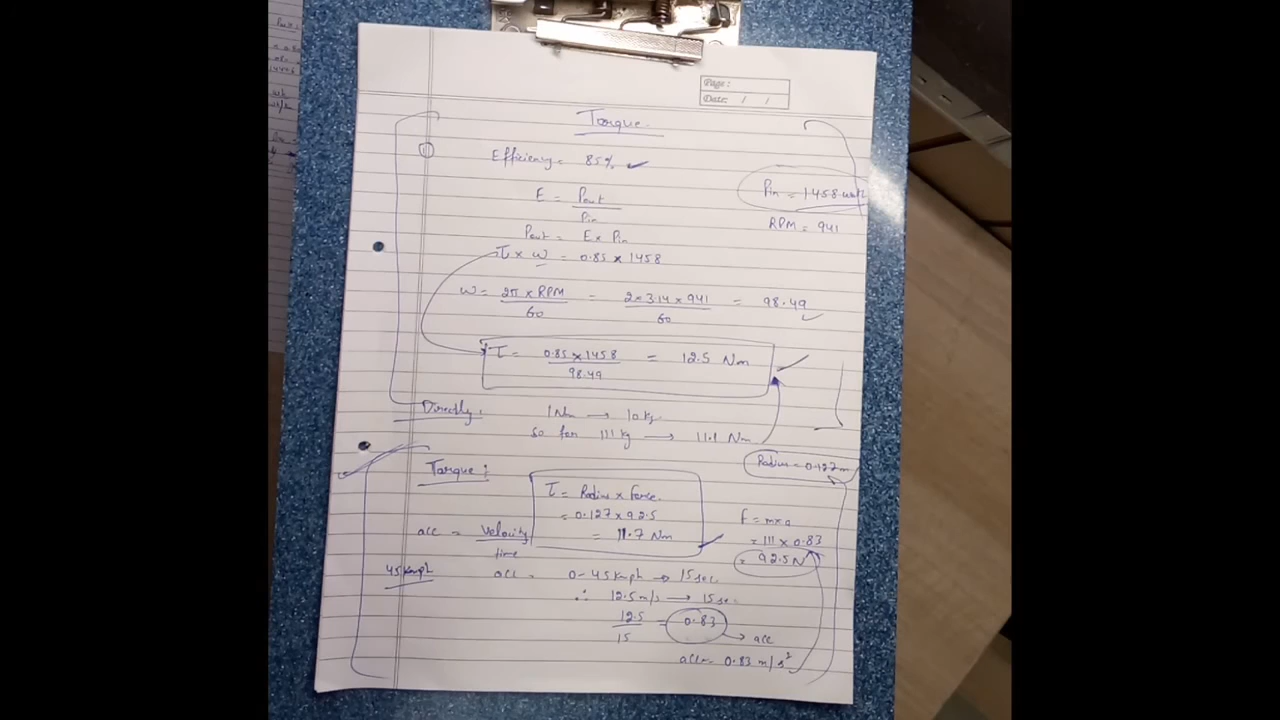 Page :
Date: / /
Torque
Efficiency = 85%
Pin = 1458 watt
E = Pout / Pin
RPM = 941
Pout = E × Pin
τ × ω = 0.85 × 1458
ω = 2π × RPM / 60 = 2 × 3.14 × 941 / 60 = 98.49
τ = 0.85 × 1458 / 98.49 = 12.5 Nm
Directly : 1Nm → 10 kg
so for 111 kg → 11.1 Nm
Radius = 0.127 m
Torque :
τ = Radius × Force
= 0.127 × 92.5
= 11.7 Nm
F = m×a
= 111 × 0.83
= 92.5 N
acc = Velocity / time
45 kmph
acc = 0-45 kmph → 15 sec
∴ 12.5 m/s → 15 sec
12.5 / 15 = 0.83 → acc
acc = 0.83 m/s²